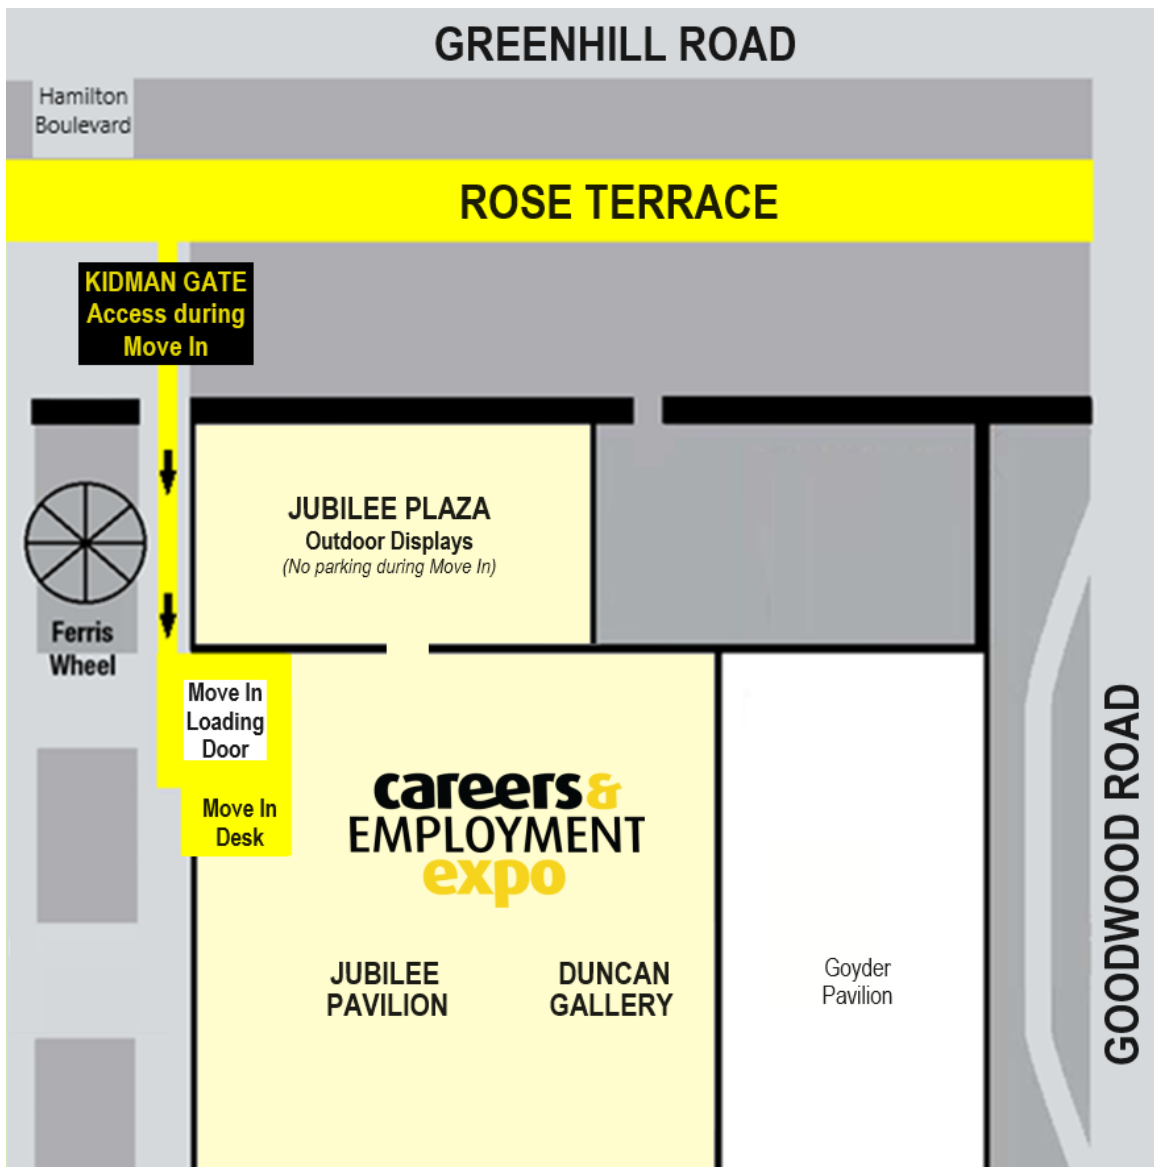 GREENHILL ROAD
Hamilton
Boulevard
ROSE TERRACE
KIDMAN GATE
Access during
Move In
JUBILEE PLAZA
Outdoor Displays
(No parking during Move In)
Ferris
Wheel
Move In
Loading
Door
Move In
Desk
careers&
EMPLOYMENT
expo
JUBILEE
PAVILION
DUNCAN
GALLERY
Goyder
Pavilion
GOODWOOD ROAD